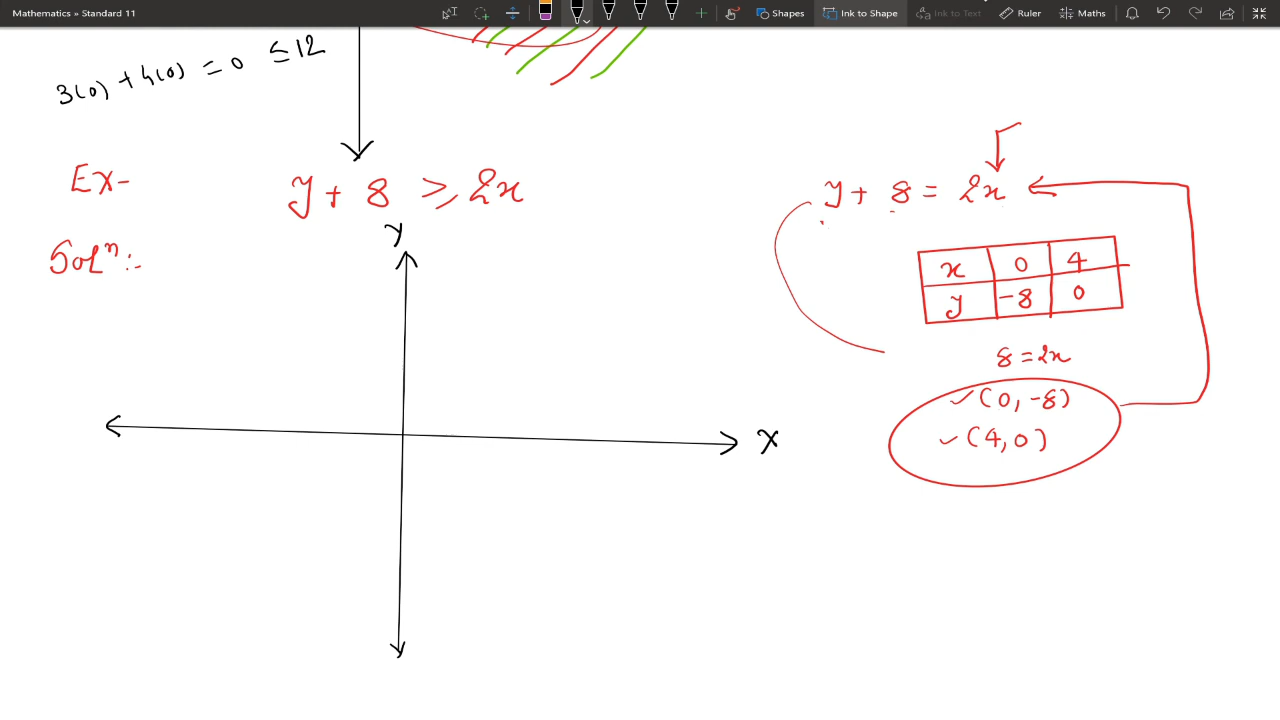 Mathematics » Standard 11
Shapes Ink to Shape Ink to Text Ruler Maths
3(0) + 4(0) = 0 ≤ 12
Ex- y + 8 ≥ 2x
y + 8 = 2x
Solⁿ :-
x 0 4
y -8 0
8 = 2x
✓(0, -8)
✓(4, 0)
Y
X